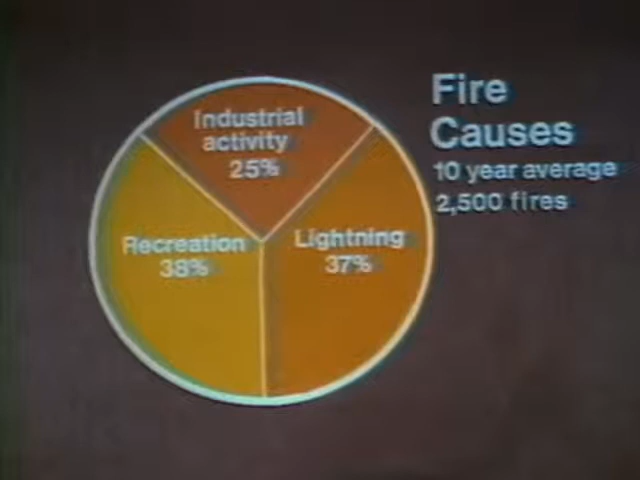 Fire
Causes
10 year average
2,500 fires
Industrial
activity
25%
Recreation
38%
Lightning
37%